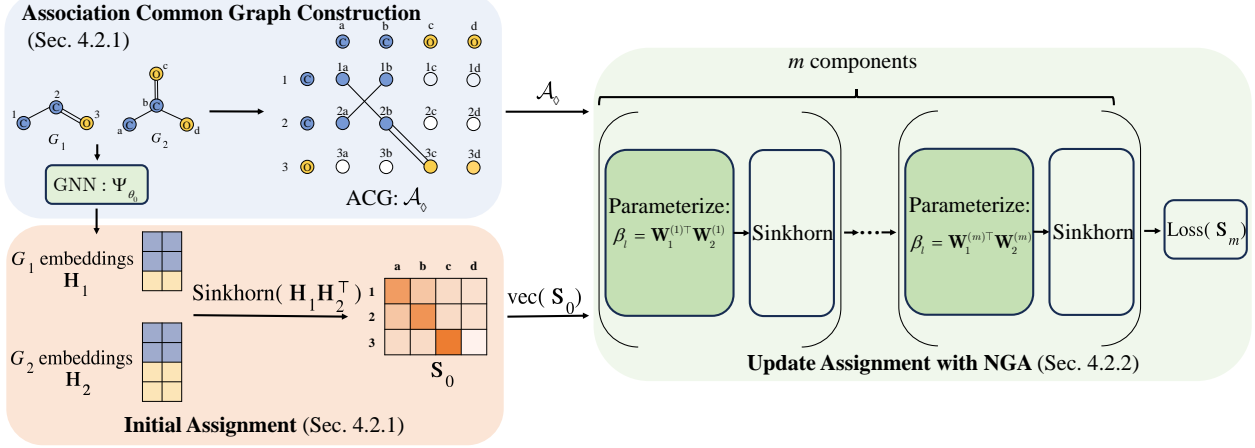 Association Common Graph Construction
(Sec. 4.2.1)
a b c d
C C O O
1 C 1a 1b 1c 1d
2 C 2a 2b 2c 2d
3 O 3a 3b 3c 3d
ACG: 𝒜◊
1 C 2 C 3 O
G₁
O c
b C
a C O d
G₂
GNN : Ψθ₀
G₁ embeddings
H₁
G₂ embeddings
H₂
Sinkhorn( H₁H₂⊤)
a b c d
1
2
3
S₀
Initial Assignment (Sec. 4.2.1)
𝒜◊
vec( S₀)
m components
Parameterize:
βₗ = W₁⁽¹⁾⊤W₂⁽¹⁾
Sinkhorn
Parameterize:
βₗ = W₁⁽ᵐ⁾⊤W₂⁽ᵐ⁾
Sinkhorn
Loss( Sₘ)
Update Assignment with NGA (Sec. 4.2.2)